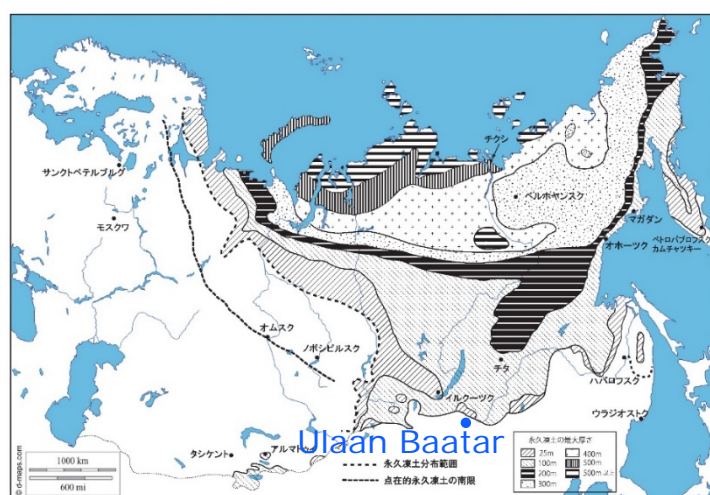 チクシ
サンクトペテルブルグ
ベルホヤンスク
モスクワ
マガダン
オホーツク
ペトロパブロフスク
カムチャツキー
オムスク
ノボシビルスク
チタ
ハバロフスク
イルクーツク
ウラジオストク
Ulaan Baatar
タシケント
アルマトゥイ
永久凍土の最大厚さ
25m
400m
100m
500m
200m
500m以上
300m
1000 km
600 mi
永久凍土分布範囲
点在的永久凍土の南限
© d-maps.com